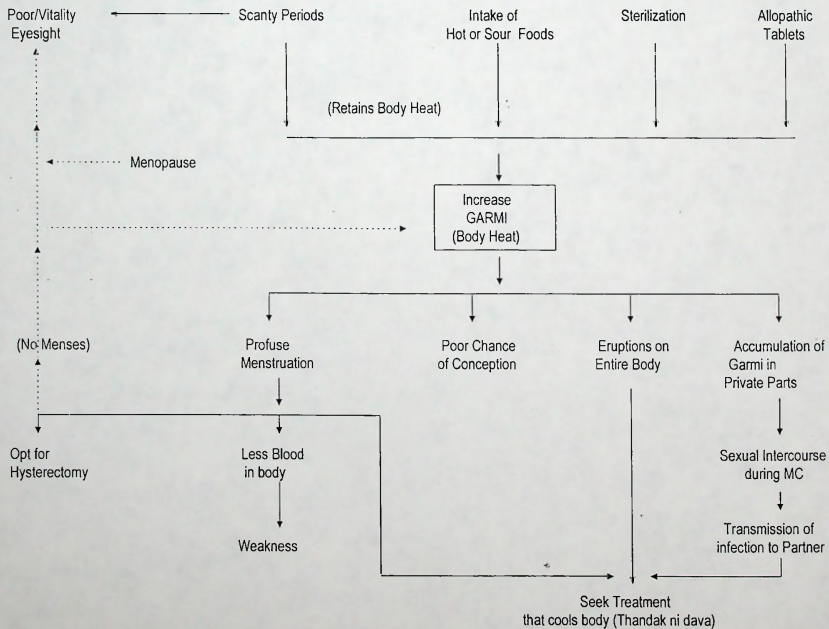 Poor/Vitality
Eyesight
Scanty Periods
Intake of
Hot or Sour Foods
Sterilization
Allopathic
Tablets
(Retains Body Heat)
Menopause
Increase
GARMI
(Body Heat)
(No Menses)
Profuse
Menstruation
Poor Chance
of Conception
Eruptions on
Entire Body
Accumulation of
Garmi in
Private Parts
Opt for
Hysterectomy
Less Blood
in body
Sexual Intercourse
during MC
Weakness
Transmission of
infection to Partner
Seek Treatment
that cools body (Thandak ni dava)